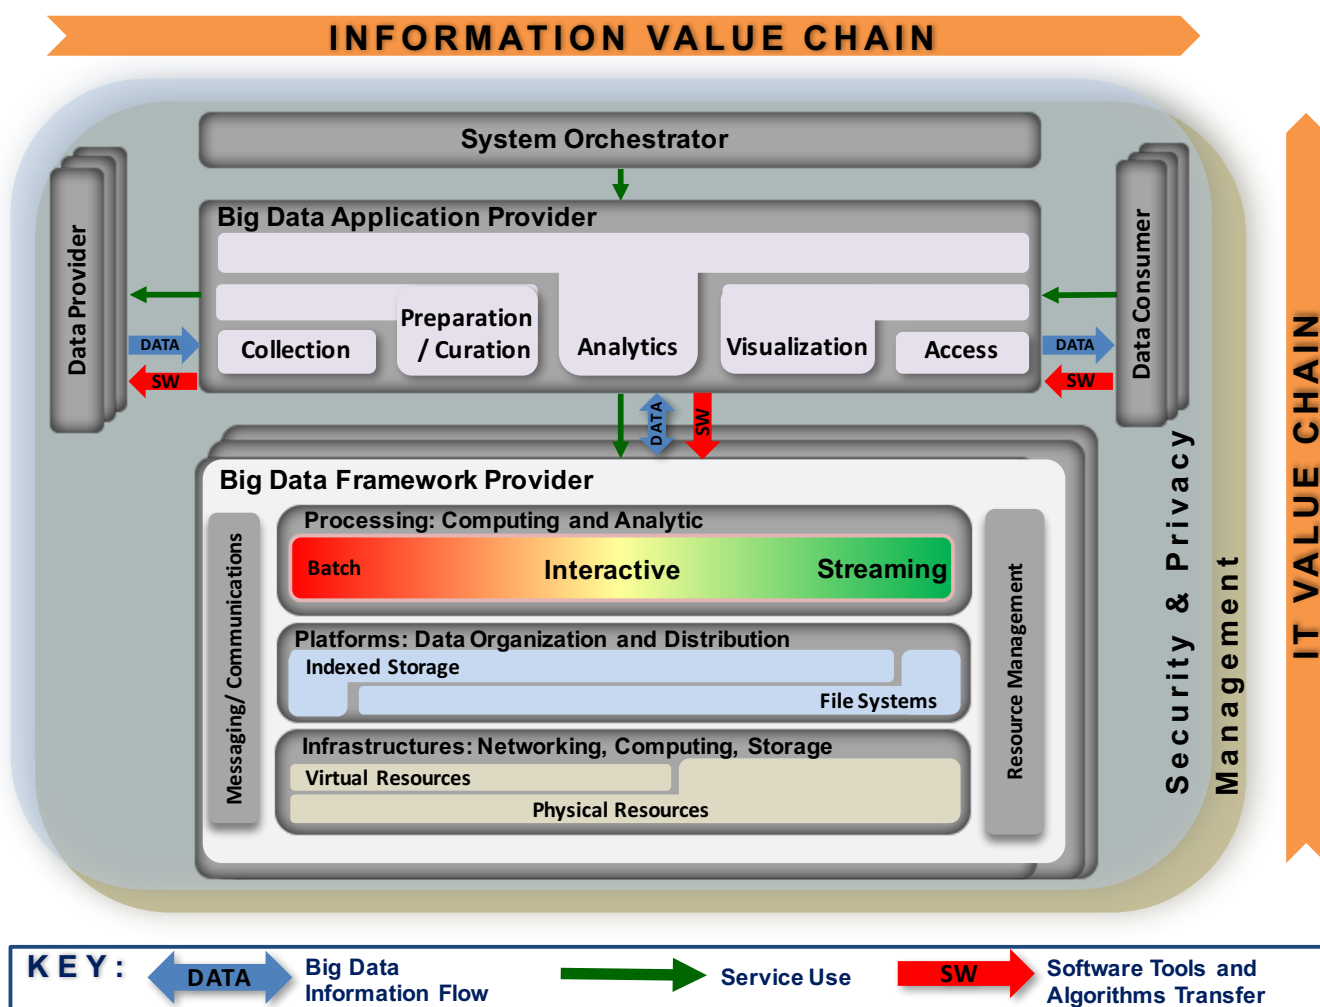 INFORMATION VALUE CHAIN
System Orchestrator
Big Data Application Provider
Data Provider
Data Consumer
DATA
SW
Collection
Preparation
/ Curation
Analytics
Visualization
Access
DATA
SW
DATA
SW
Big Data Framework Provider
Messaging/ Communications
Processing: Computing and Analytic
Batch
Interactive
Streaming
Platforms: Data Organization and Distribution
Indexed Storage
File Systems
Infrastructures: Networking, Computing, Storage
Virtual Resources
Physical Resources
Resource Management
Security & Privacy
Management
IT VALUE CHAIN
KEY:
DATA
Big Data
Information Flow
Service Use
SW
Software Tools and
Algorithms Transfer